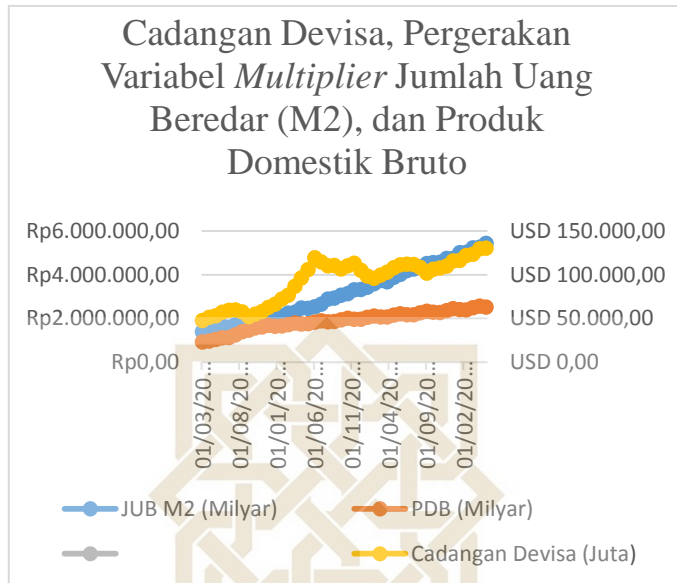 Cadangan Devisa, Pergerakan
Variabel Multiplier Jumlah Uang
Beredar (M2), dan Produk
Domestik Bruto
Rp6.000.000,00
Rp4.000.000,00
Rp2.000.000,00
Rp0,00
USD 150.000,00
USD 100.000,00
USD 50.000,00
USD 0,00
01/03/20…
01/08/20…
01/01/20…
01/06/20…
01/11/20…
01/04/20…
01/09/20…
01/02/20…
JUB M2 (Milyar)
PDB (Milyar)
Cadangan Devisa (Juta)